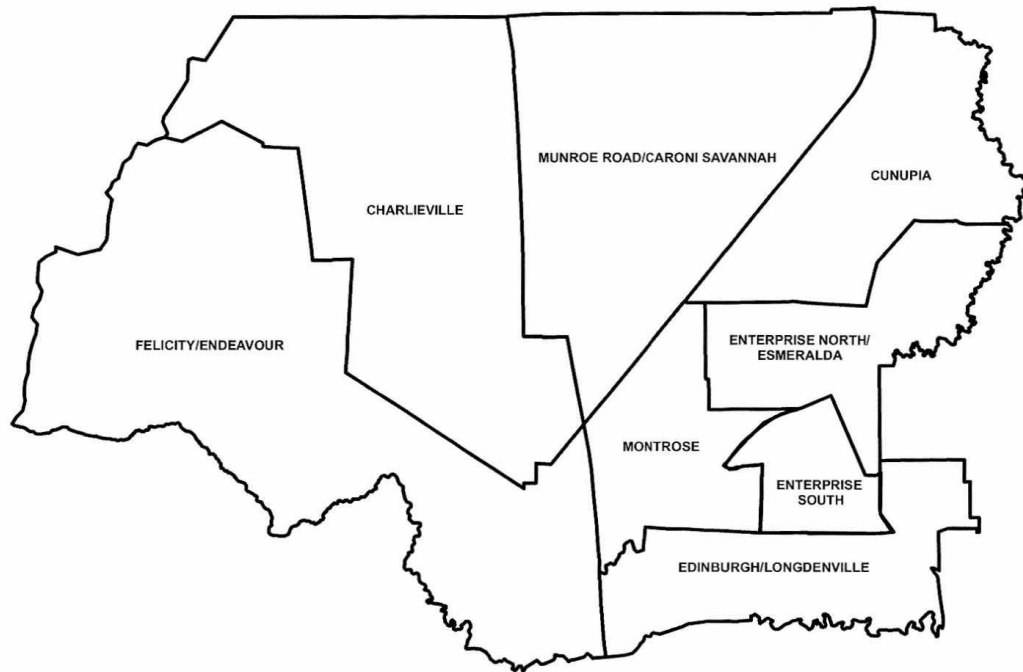 MUNROE ROAD/CARONI SAVANNAH
CUNUPIA
CHARLIEVILLE
FELICITY/ENDEAVOUR
ENTERPRISE NORTH/
ESMERALDA
MONTROSE
ENTERPRISE
SOUTH
EDINBURGH/LONGDENVILLE